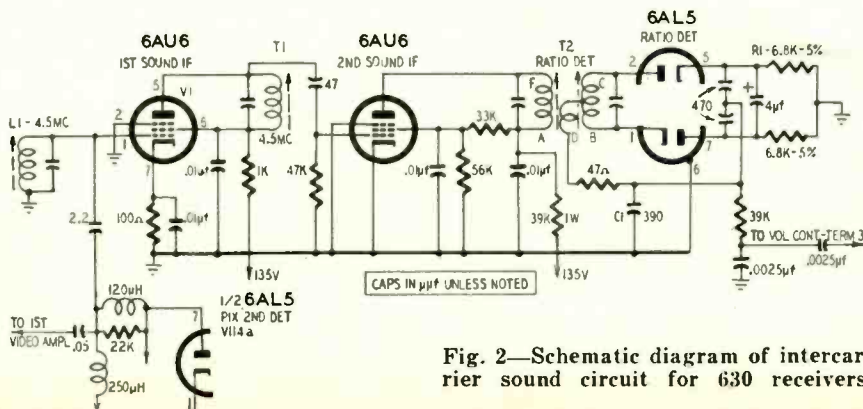 6AU6
1ST SOUND IF
V1
T1
6AU6
2ND SOUND IF
T2
RATIO DET
6AL5
RATIO DET
L1 - 4.5MC
2
1
5
6
7
4.5MC
47
F
C
A
D
B
2
1
5
7
6
470
+
4µf
R1-6.8K-5%
6.8K-5%
2.2
100Ω
.01µf
.01µf
1K
47K
135V
33K
.01µf
56K
.01µf
39K
1W
135V
47Ω
C1
390
39K
TO VOL CONT-TERM 3
.0025µf
.0025µf
CAPS IN µµf UNLESS NOTED
120µH
1/2 6AL5
PIX 2ND DET
V114a
7
1
TO IST
VIDEO AMPL
.05
22K
250µH
Fig. 2—Schematic diagram of intercar
rier sound circuit for 630 receivers